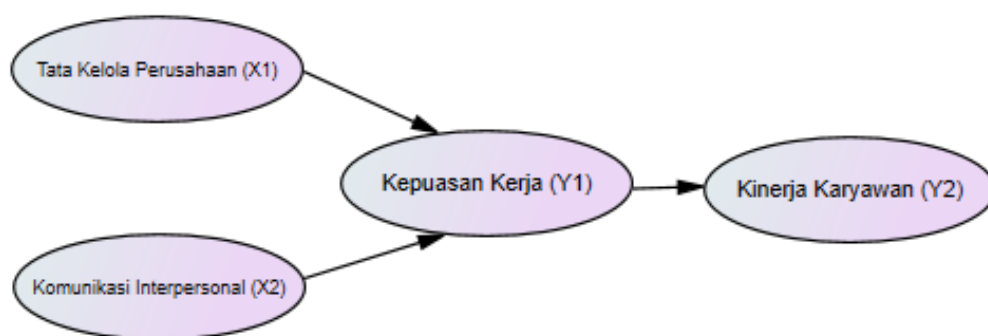 Tata Kelola Perusahaan (X1)
Kepuasan Kerja (Y1)
Kinerja Karyawan (Y2)
Komunikasi Interpersonal (X2)